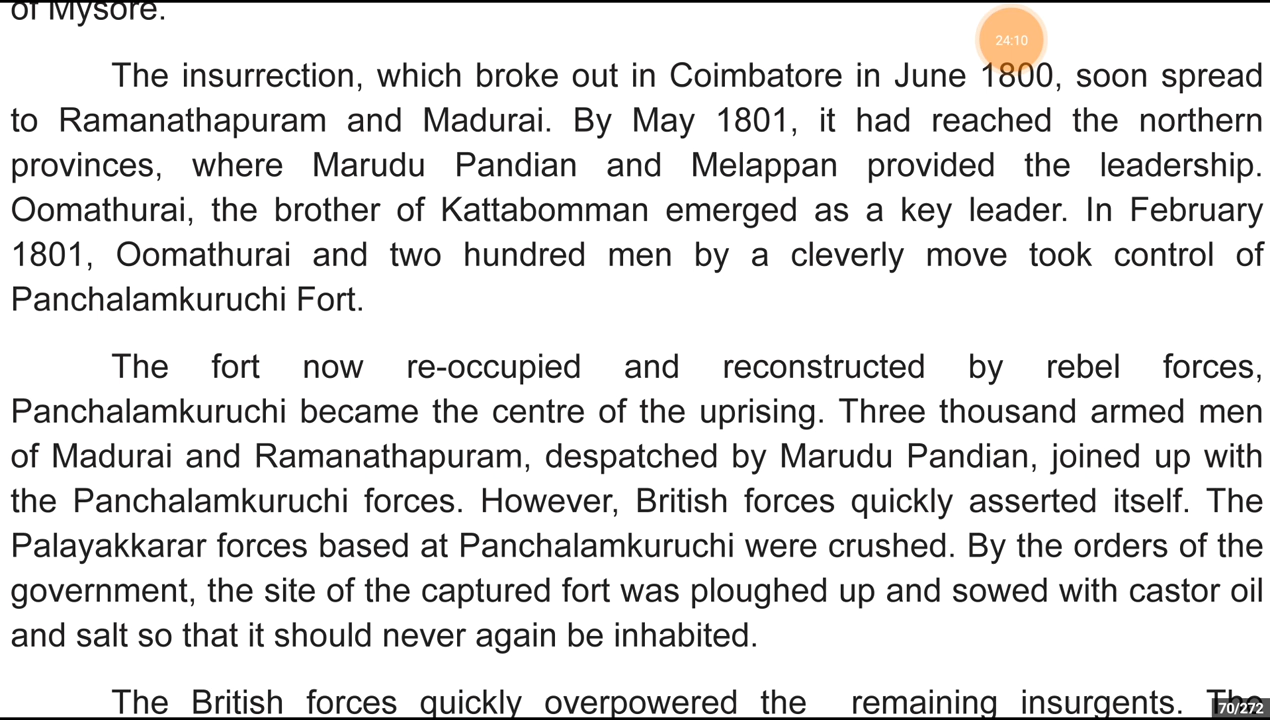 of Mysore.
24:10
The insurrection, which broke out in Coimbatore in June 1800, soon spread
to Ramanathapuram and Madurai. By May 1801, it had reached the northern
provinces, where Marudu Pandian and Melappan provided the leadership.
Oomathurai, the brother of Kattabomman emerged as a key leader. In February
1801, Oomathurai and two hundred men by a cleverly move took control of
Panchalamkuruchi Fort.
The fort now re-occupied and reconstructed by rebel forces,
Panchalamkuruchi became the centre of the uprising. Three thousand armed men
of Madurai and Ramanathapuram, despatched by Marudu Pandian, joined up with
the Panchalamkuruchi forces. However, British forces quickly asserted itself. The
Palayakkarar forces based at Panchalamkuruchi were crushed. By the orders of the
government, the site of the captured fort was ploughed up and sowed with castor oil
and salt so that it should never again be inhabited.
The British forces quickly overpowered the remaining insurgents. The
70/272